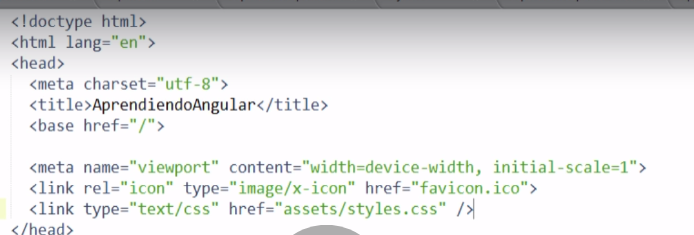 <!doctype html>
<html lang="en">
<head>
<meta charset="utf-8">
<title>AprendiendoAngular</title>
<base href="/">
<meta name="viewport" content="width=device-width, initial-scale=1">
<link rel="icon" type="image/x-icon" href="favicon.ico">
<link type="text/css" href="assets/styles.css" />
</head>